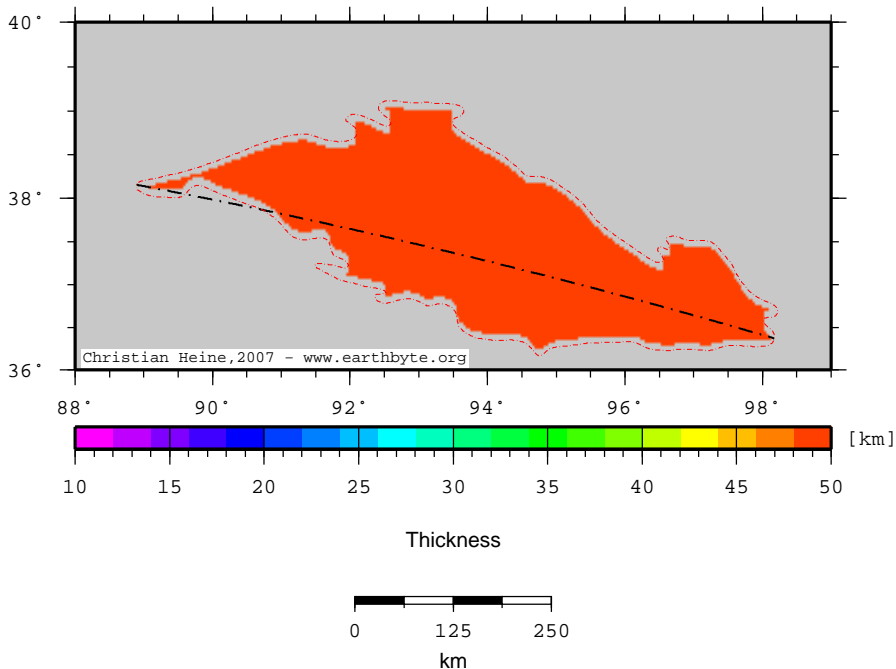 40°
38°
36°
Christian Heine,2007 - www.earthbyte.org
88° 90° 92° 94° 96° 98°
[km]
10 15 20 25 30 35 40 45 50
Thickness
0 125 250
km